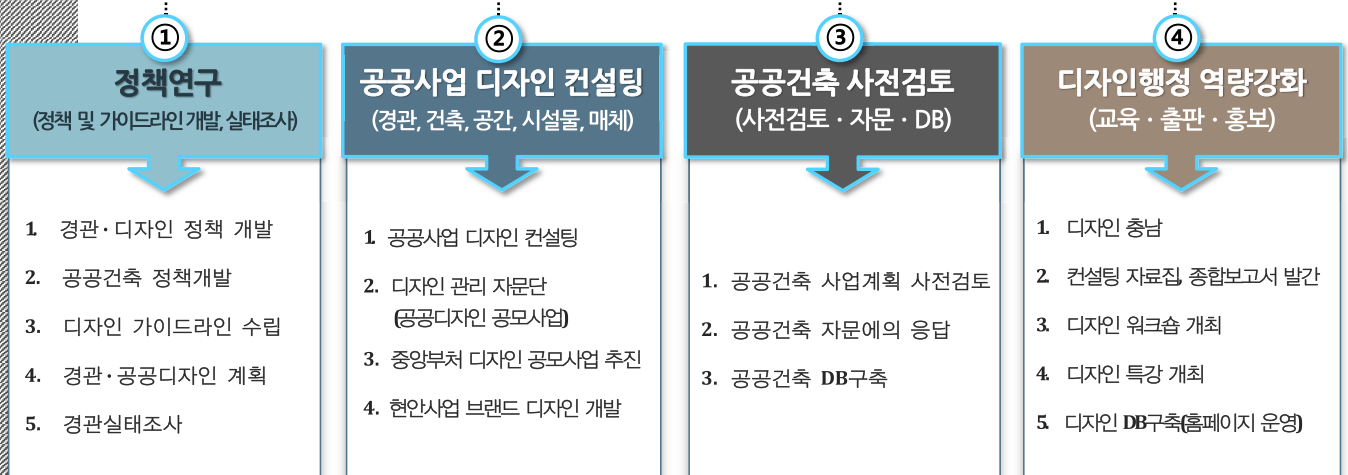 ①
정책연구
(정책 및 가이드라인 개발, 실태조사)
1. 경관·디자인 정책 개발
2. 공공건축 정책개발
3. 디자인 가이드라인 수립
4. 경관·공공디자인 계획
5. 경관실태조사
②
공공사업 디자인 컨설팅
(경관, 건축, 공간, 시설물, 매체)
1. 공공사업 디자인 컨설팅
2. 디자인 관리 자문단
(공공디자인 공모사업)
3. 중앙부처 디자인 공모사업 추진
4. 현안사업 브랜드 디자인 개발
③
공공건축 사전검토
(사전검토·자문·DB)
1. 공공건축 사업계획 사전검토
2. 공공건축 자문에의 응답
3. 공공건축 DB구축
④
디자인행정 역량강화
(교육·출판·홍보)
1. 디자인 충남
2. 컨설팅 자료집, 종합보고서 발간
3. 디자인 워크숍 개최
4. 디자인 특강 개최
5. 디자인 DB구축(홈페이지 운영)